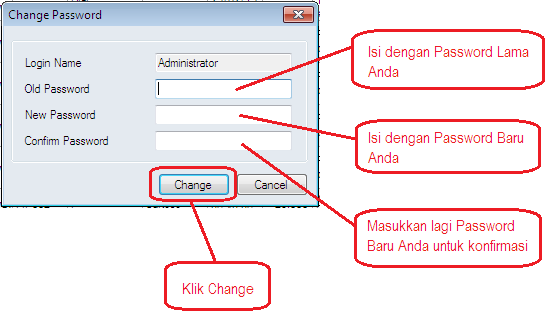 Change Password
Login Name
Administrator
Old Password
New Password
Confirm Password
Change
Cancel
Isi dengan Password Lama
Anda
Isi dengan Password Baru
Anda
Masukkan lagi Password
Baru Anda untuk konfirmasi
Klik Change